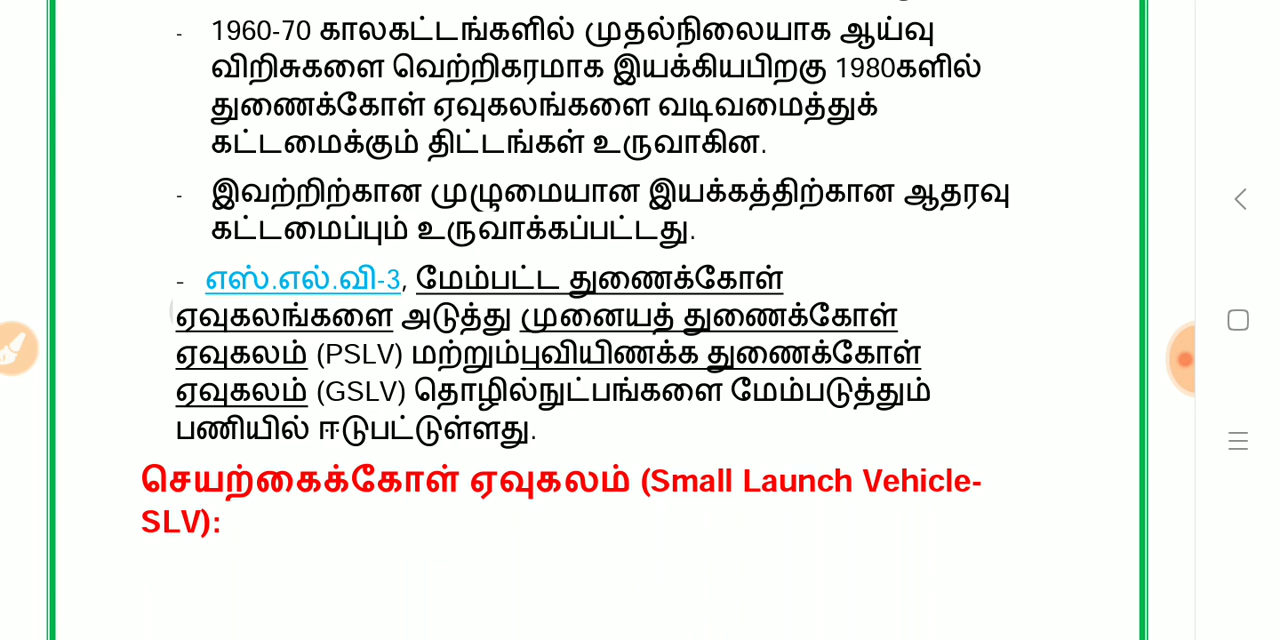 - 1960-70 காலகட்டங்களில் முதல்நிலையாக ஆய்வு
விறிசுகளை வெற்றிகரமாக இயக்கியபிறகு 1980களில்
துணைக்கோள் ஏவுகலங்களை வடிவமைத்துக்
கட்டமைக்கும் திட்டங்கள் உருவாகின.
- இவற்றிற்கான முழுமையான இயக்கத்திற்கான ஆதரவு
கட்டமைப்பும் உருவாக்கப்பட்டது.
- எஸ்.எல்.வி-3, மேம்பட்ட துணைக்கோள்
ஏவுகலங்களை அடுத்து முனையத் துணைக்கோள்
ஏவுகலம் (PSLV) மற்றும்புவியிணக்க துணைக்கோள்
ஏவுகலம் (GSLV) தொழில்நுட்பங்களை மேம்படுத்தும்
பணியில் ஈடுபட்டுள்ளது.
செயற்கைக்கோள் ஏவுகலம் (Small Launch Vehicle-
SLV):